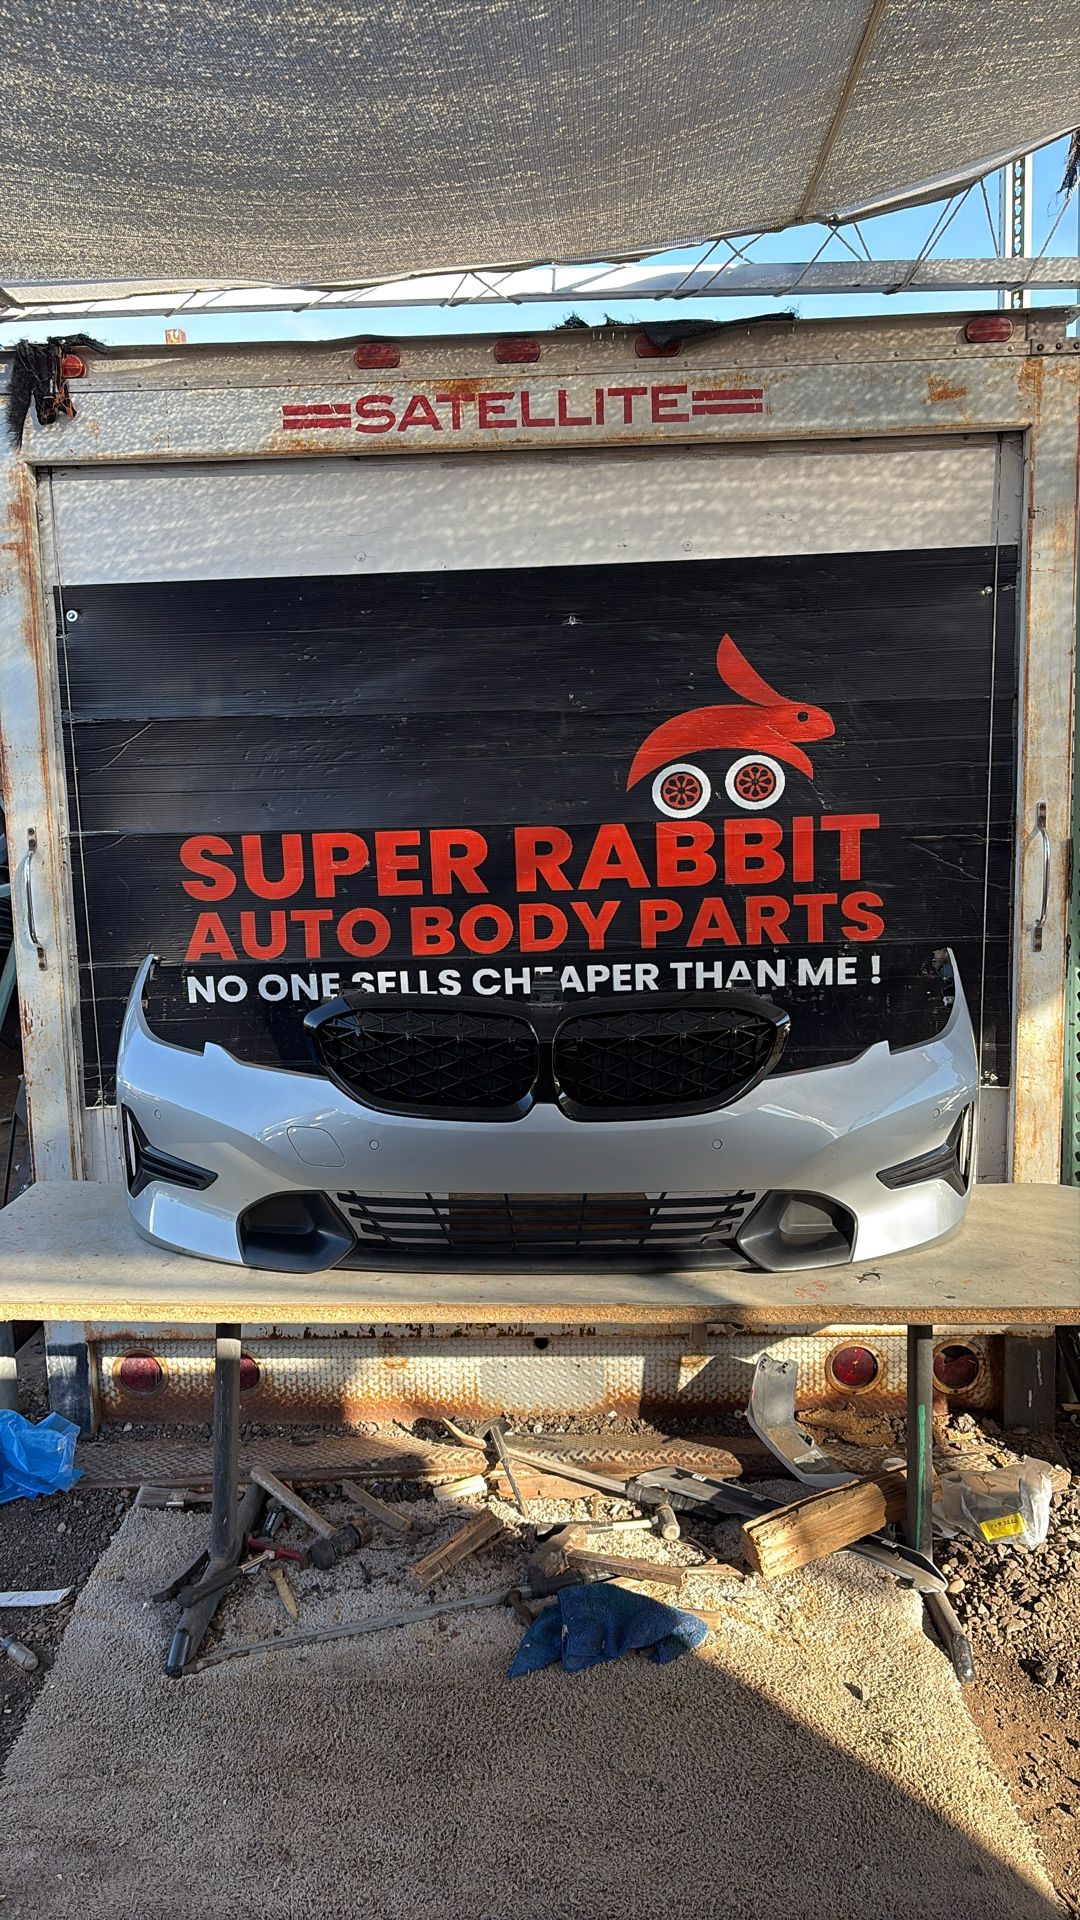 SATELLITE
SUPER RABBIT
AUTO BODY PARTS
NO ONE SELLS CHEAPER THAN ME !